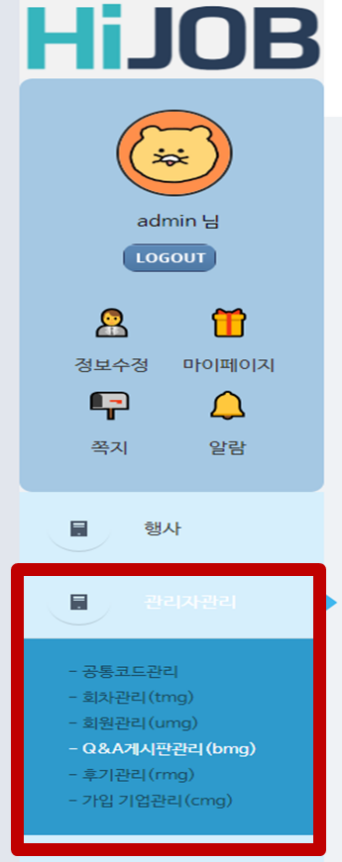 HiJOB
admin 님
LOGOUT
정보수정 마이페이지
쪽지 알람
행사
관리자관리
- 공통코드관리
- 회차관리(tmg)
- 회원관리(umg)
- Q&A게시판관리(bmg)
- 후기관리(rmg)
- 가입 기업관리(cmg)